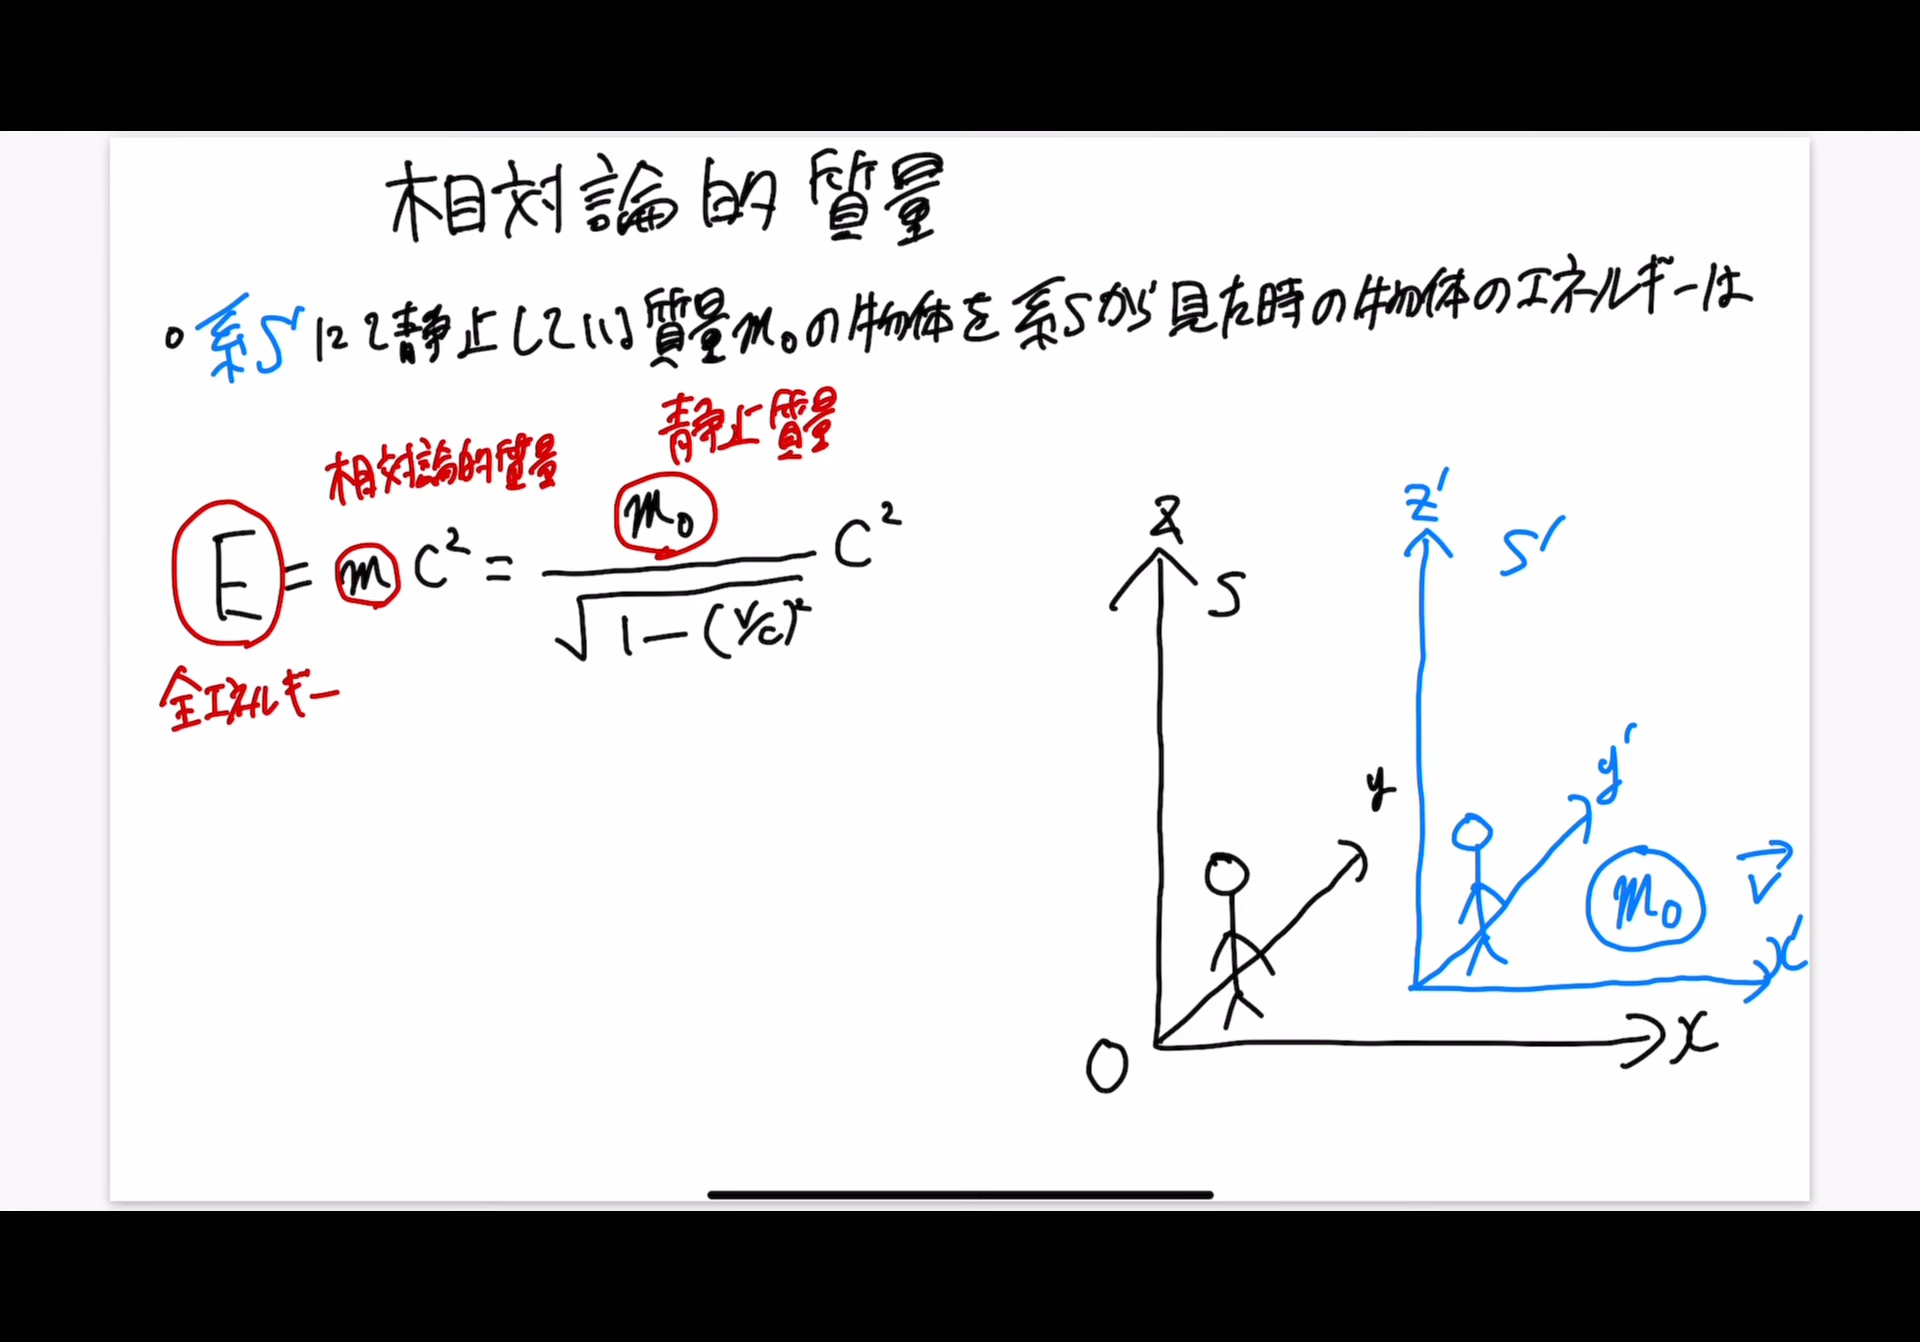 相対論的質量
○系S'にて静止している質量m₀の物体を系Sから見た時の物体のエネルギーは
静止質量
相対論的質量
E = mc² = m₀/√(1-(v/c)²) c²
全エネルギー
z
S
y
x
O
z'
S'
y'
m₀
v⃗
x'